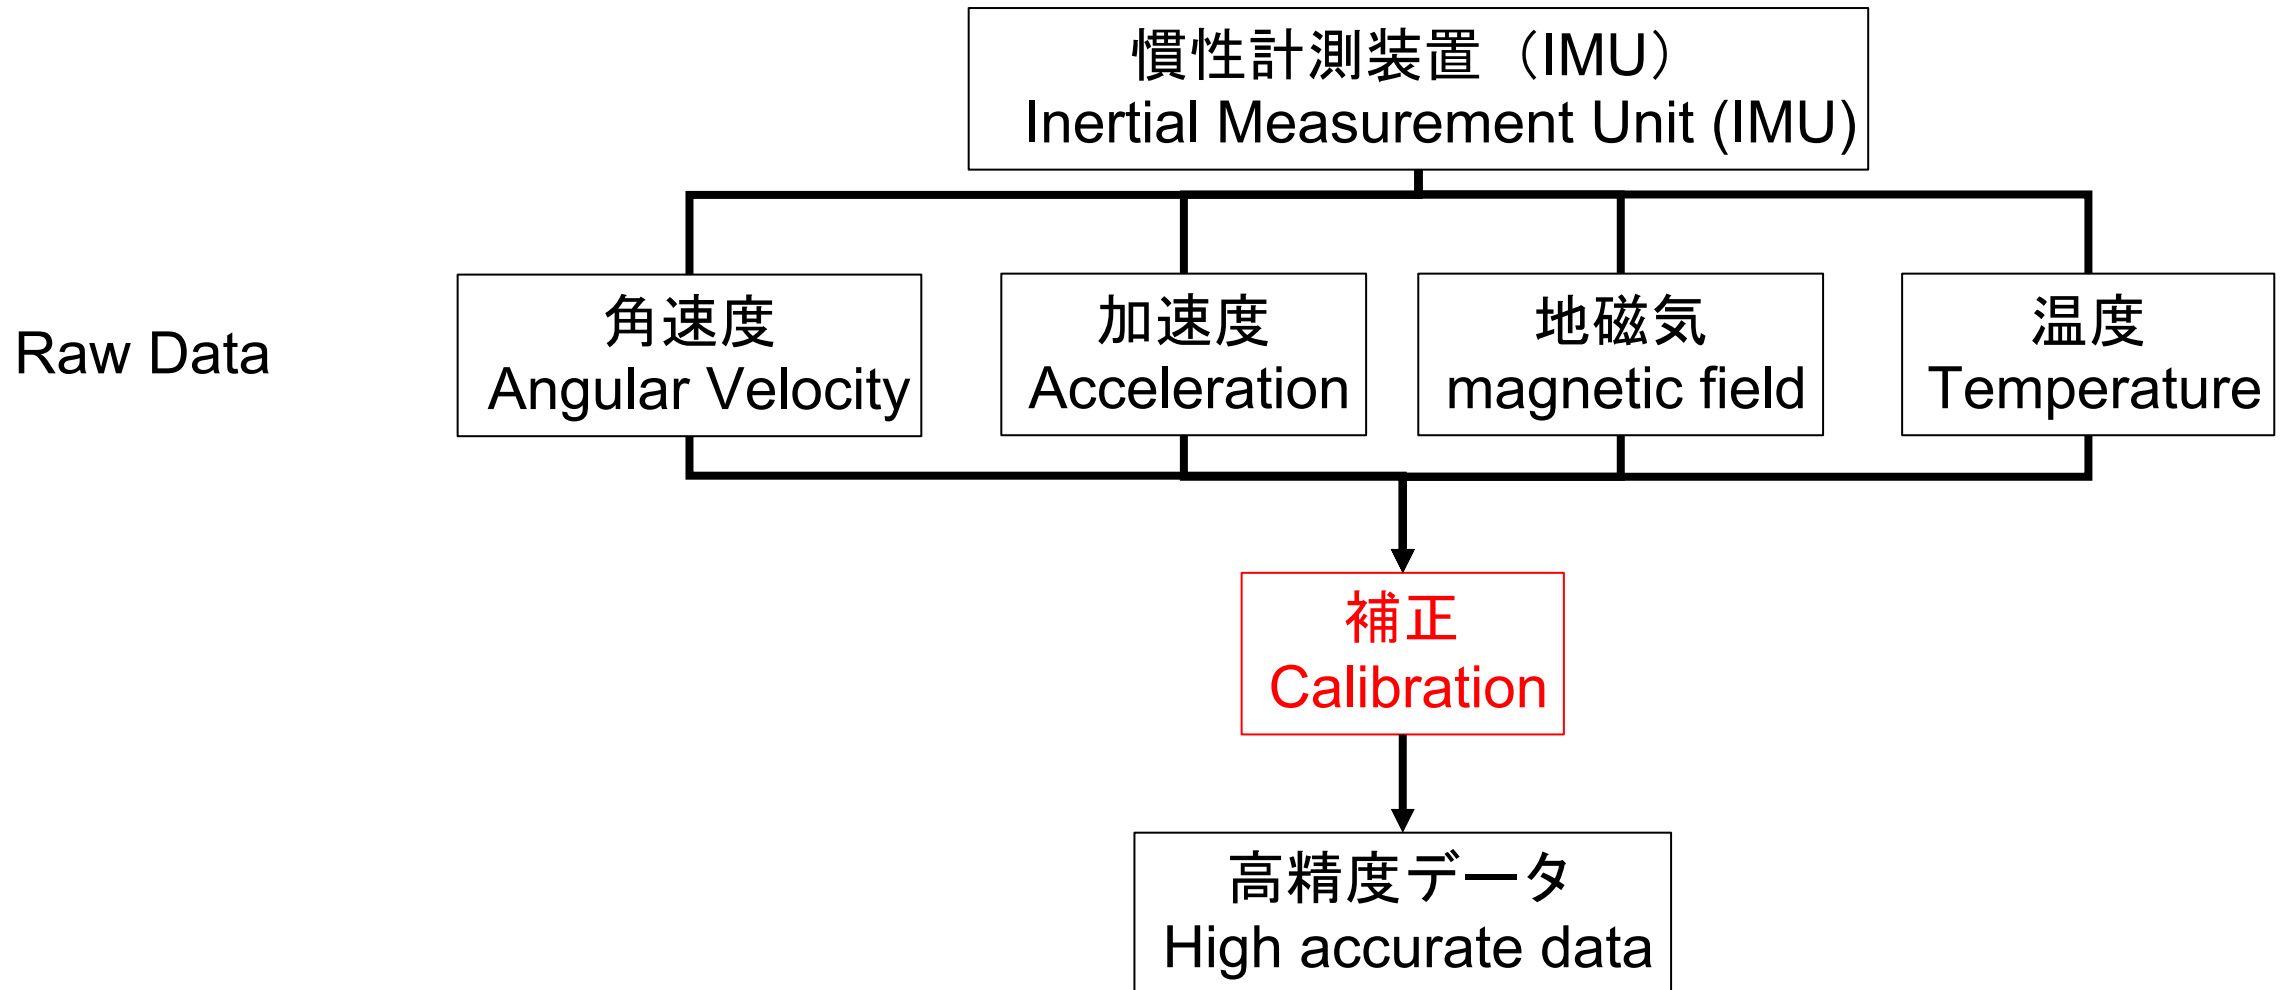 慣性計測装置（IMU）
Inertial Measurement Unit (IMU)
Raw Data
角速度
Angular Velocity
加速度
Acceleration
地磁気
magnetic field
温度
Temperature
補正
Calibration
高精度データ
High accurate data